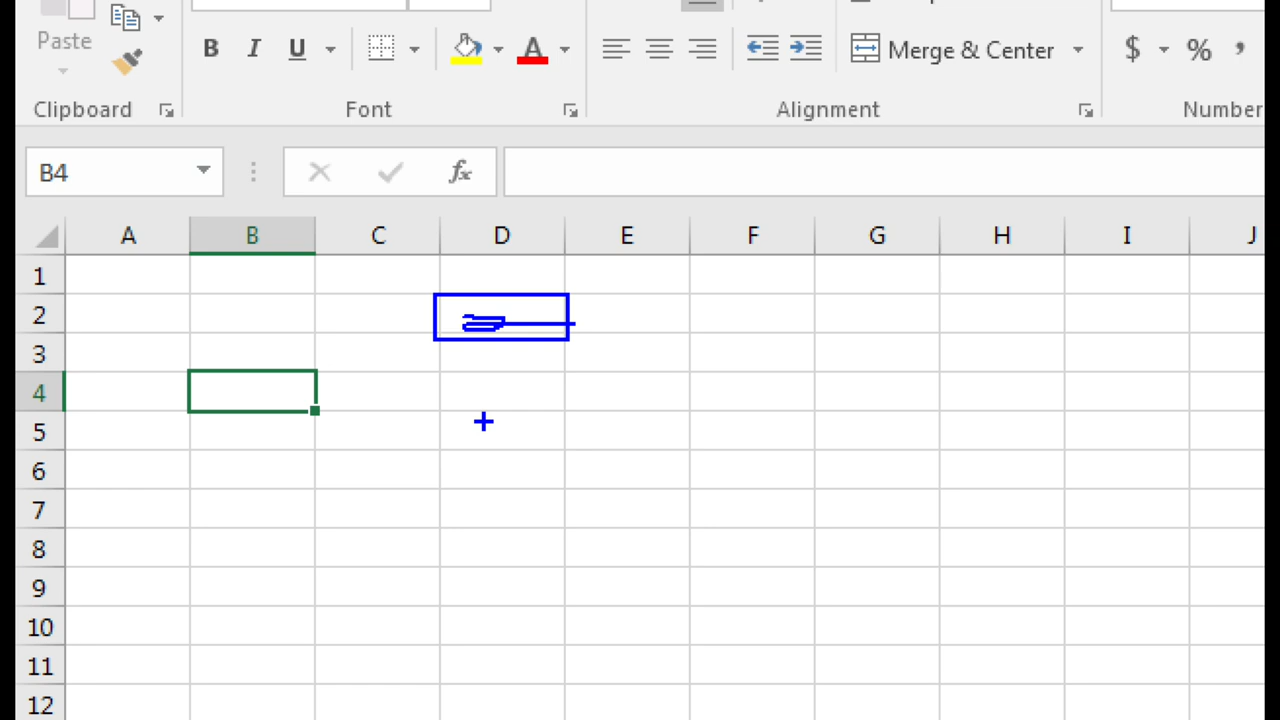 Paste
B I U A Merge & Center $ % ,
Clipboard Font Alignment Number
B4 fx
A B C D E F G H I J
1
2
3
4
5
6
7
8
9
10
11
12